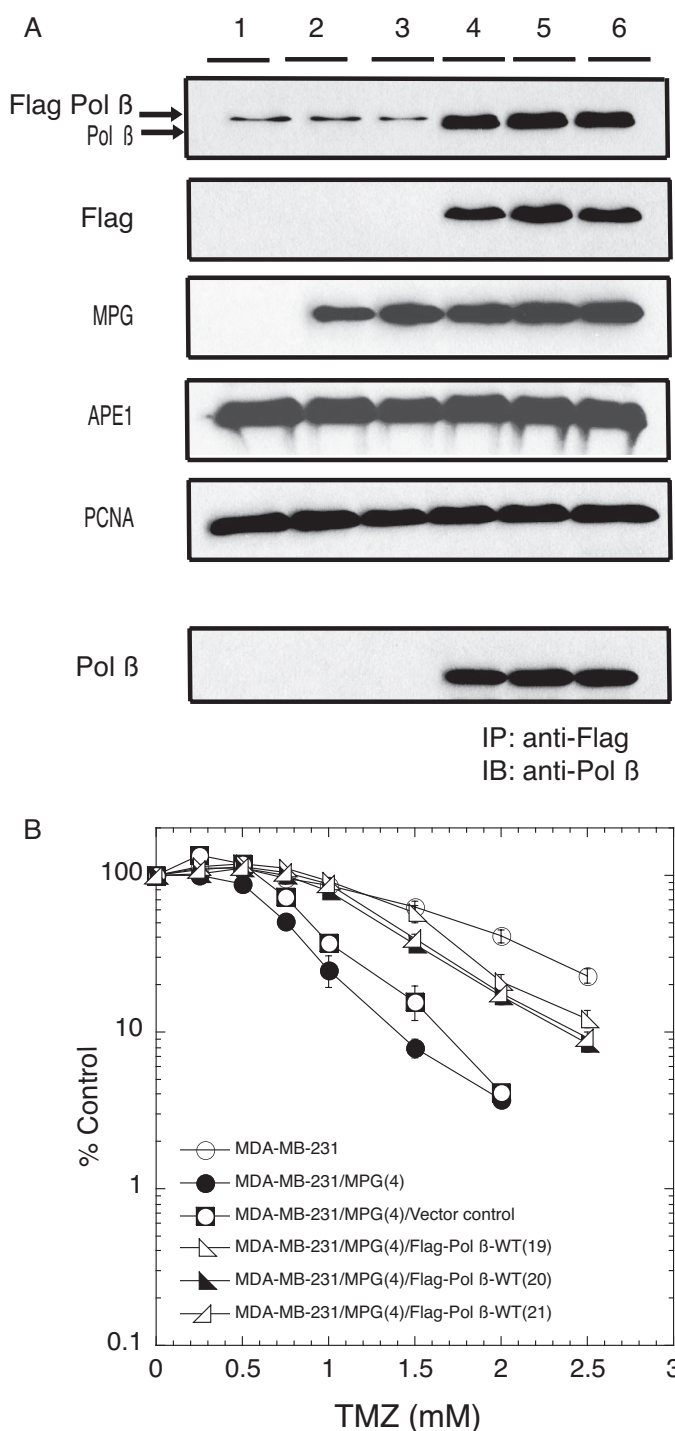 A
1 2 3 4 5 6
Flag Pol ß
Pol ß
Flag
MPG
APE1
PCNA
Pol ß
IP: anti-Flag
IB: anti-Pol ß
B
100
10
1
0.1
% Control
MDA-MB-231
MDA-MB-231/MPG(4)
MDA-MB-231/MPG(4)/Vector control
MDA-MB-231/MPG(4)/Flag-Pol ß-WT(19)
MDA-MB-231/MPG(4)/Flag-Pol ß-WT(20)
MDA-MB-231/MPG(4)/Flag-Pol ß-WT(21)
0 0.5 1 1.5 2 2.5 3
TMZ (mM)